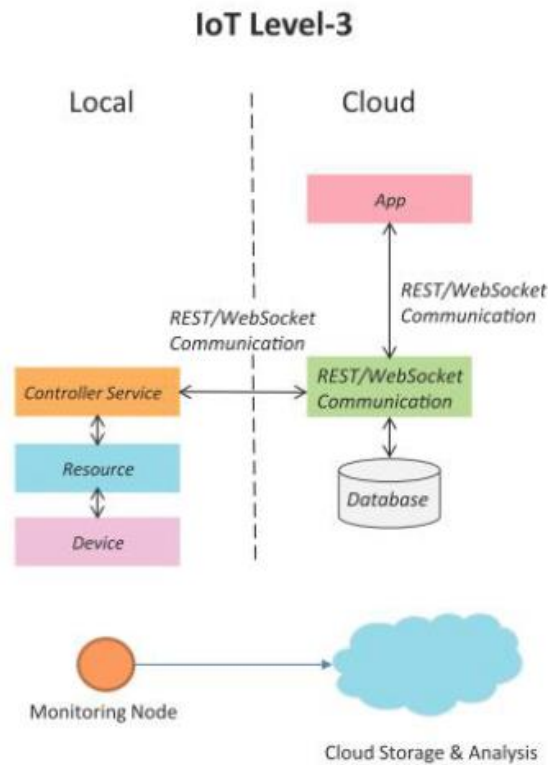 IoT Level-3
Local
Cloud
App
REST/WebSocket
Communication
REST/WebSocket
Communication
Controller Service
REST/WebSocket
Communication
Resource
Database
Device
Monitoring Node
Cloud Storage & Analysis